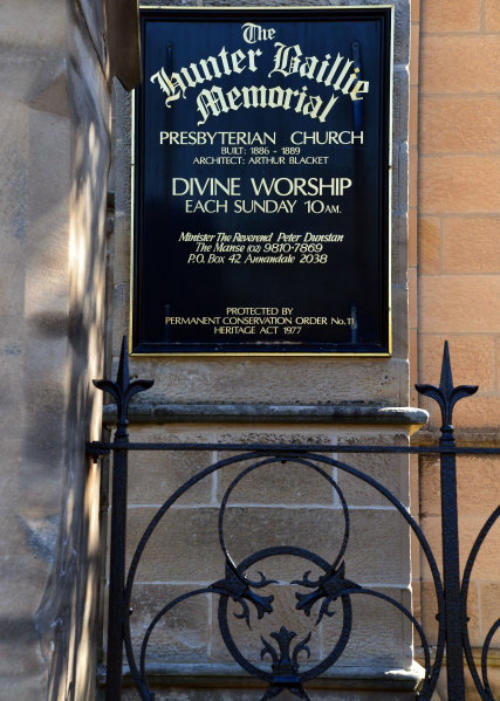 The
Hunter Baillie
Memorial
PRESBYTERIAN CHURCH
BUILT: 1886 - 1889
ARCHITECT: ARTHUR BLACKET
DIVINE WORSHIP
EACH SUNDAY 10AM.
Minister The Reverend Peter Dunstan
The Manse (02) 9810-7869
P.O. Box 42 Annandale 2038
PROTECTED BY
PERMANENT CONSERVATION ORDER No. 11
HERITAGE ACT 1977